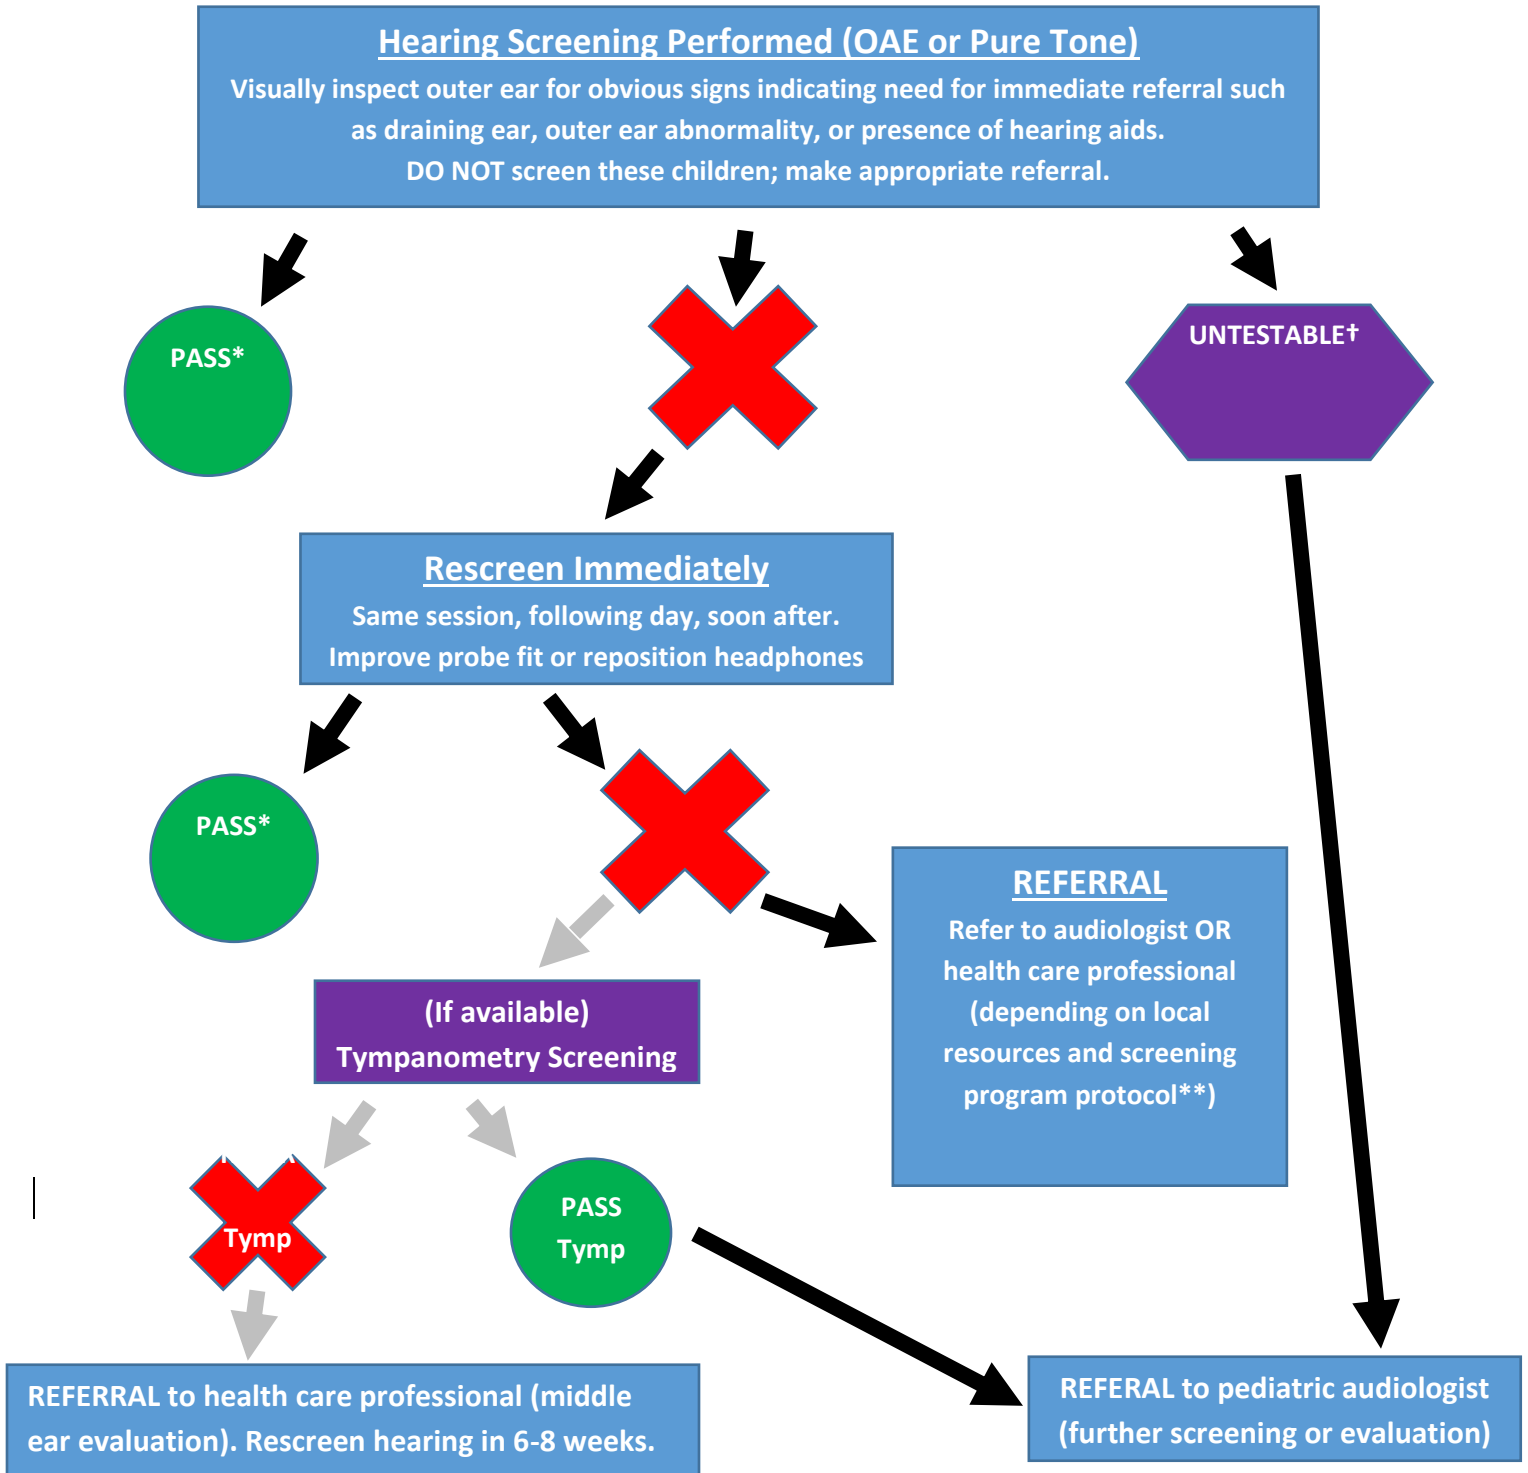 Hearing Screening Performed (OAE or Pure Tone)
Visually inspect outer ear for obvious signs indicating need for immediate referral such
as draining ear, outer ear abnormality, or presence of hearing aids.
DO NOT screen these children; make appropriate referral.
PASS*
UNTESTABLE†
Rescreen Immediately
Same session, following day, soon after.
Improve probe fit or reposition headphones
PASS*
REFERRAL
Refer to audiologist OR
health care professional
(depending on local
resources and screening
program protocol**)
(If available)
Tympanometry Screening
Tymp
PASS
Tymp
REFERRAL to health care professional (middle
ear evaluation). Rescreen hearing in 6-8 weeks.
REFERAL to pediatric audiologist
(further screening or evaluation)